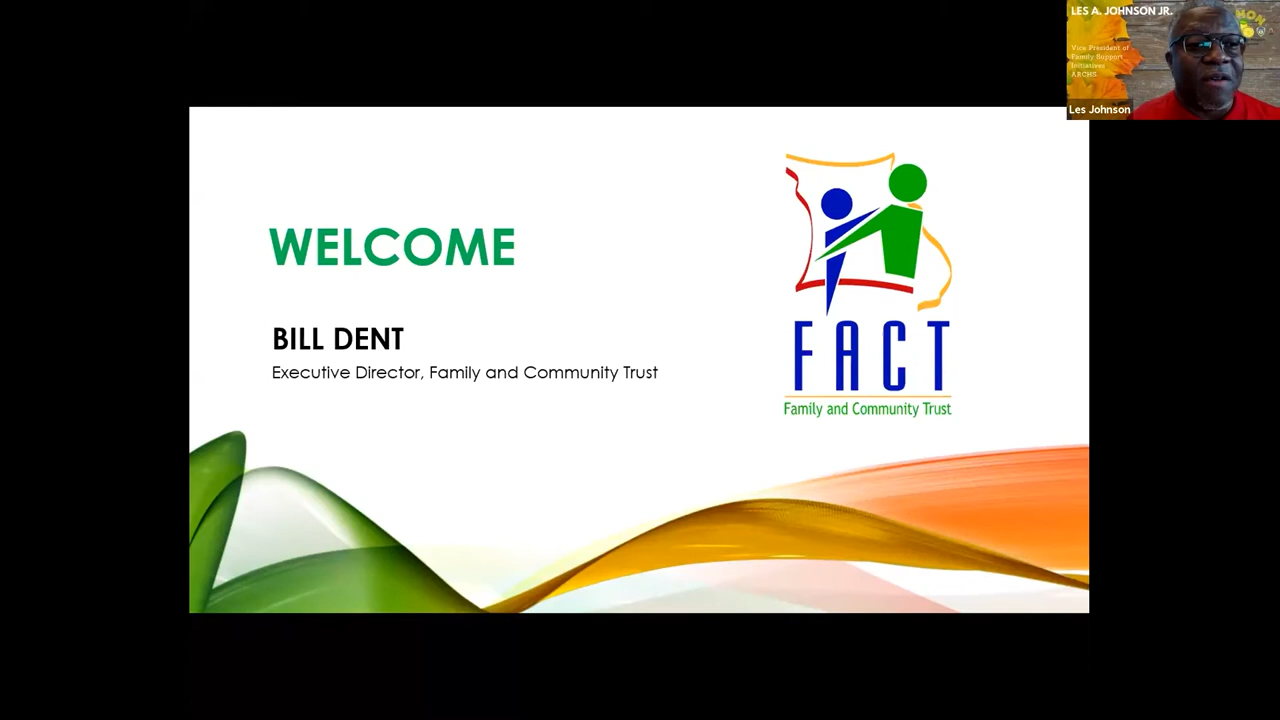 WELCOME
BILL DENT
Executive Director, Family and Community Trust
FACT
Family and Community Trust
LES A. JOHNSON JR.
Vice President of
Family Support
Initiatives
ARCHS
Les Johnson